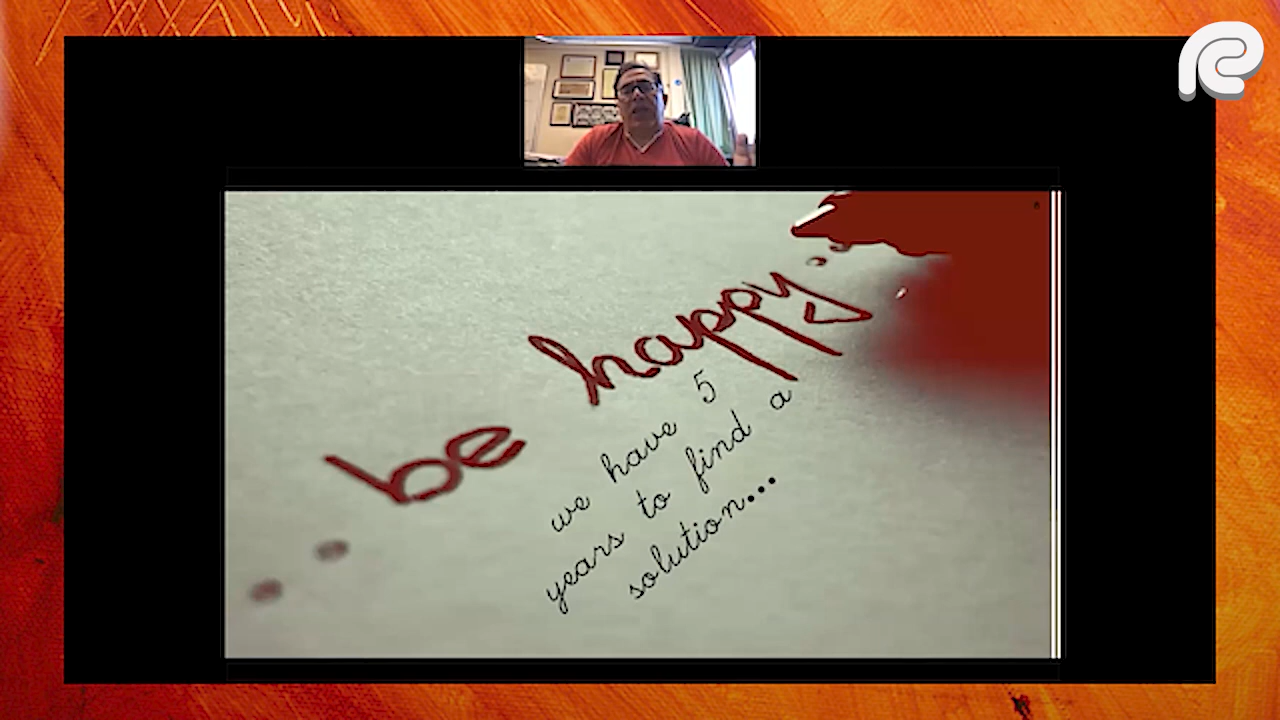 be happy.
we have 5
years to find a
solution...